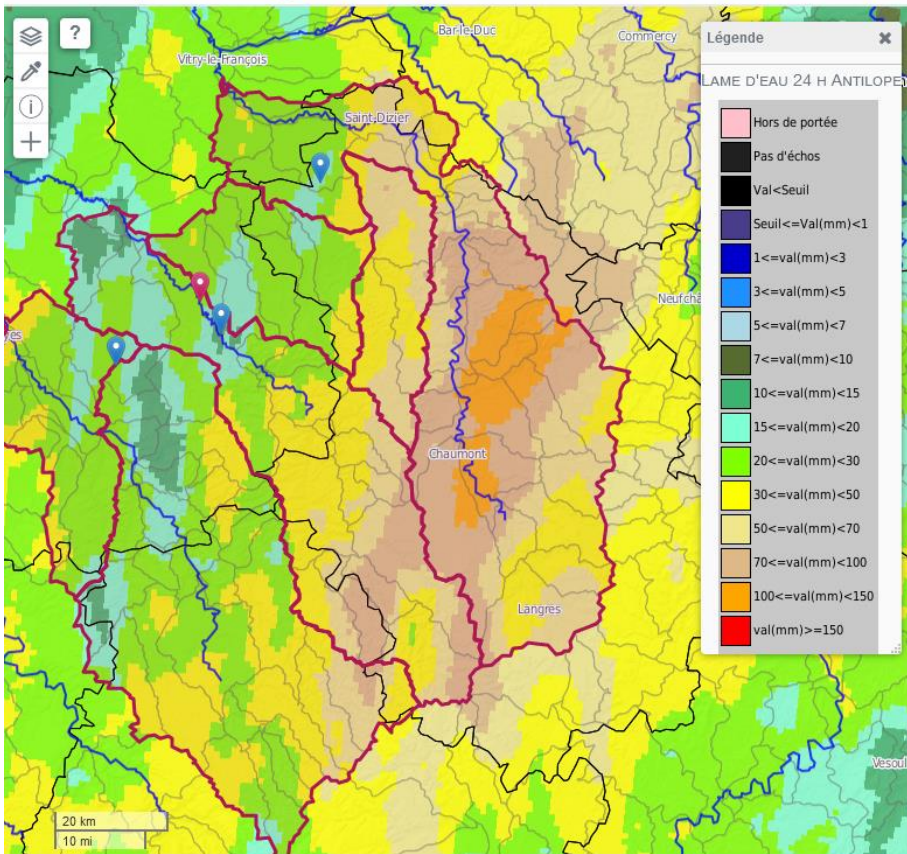 ?
Bar-le-Duc
Commercy
Vitry-le-François
Saint-Dizier
Neufchâ
yes
Chaumont
Langres
Vesoul
20 km
10 mi
Légende
LAME D'EAU 24 H ANTILOPE
Hors de portée
Pas d'échos
Val<Seuil
Seuil<=Val(mm)<1
1<=val(mm)<3
3<=val(mm)<5
5<=val(mm)<7
7<=val(mm)<10
10<=val(mm)<15
15<=val(mm)<20
20<=val(mm)<30
30<=val(mm)<50
50<=val(mm)<70
70<=val(mm)<100
100<=val(mm)<150
val(mm)>=150